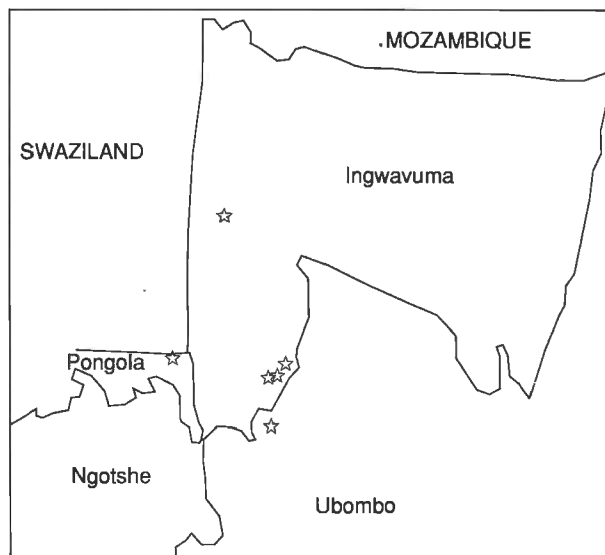 .MOZAMBIQUE
SWAZILAND
Ingwavuma
Pongola
Ngotshe
Ubombo